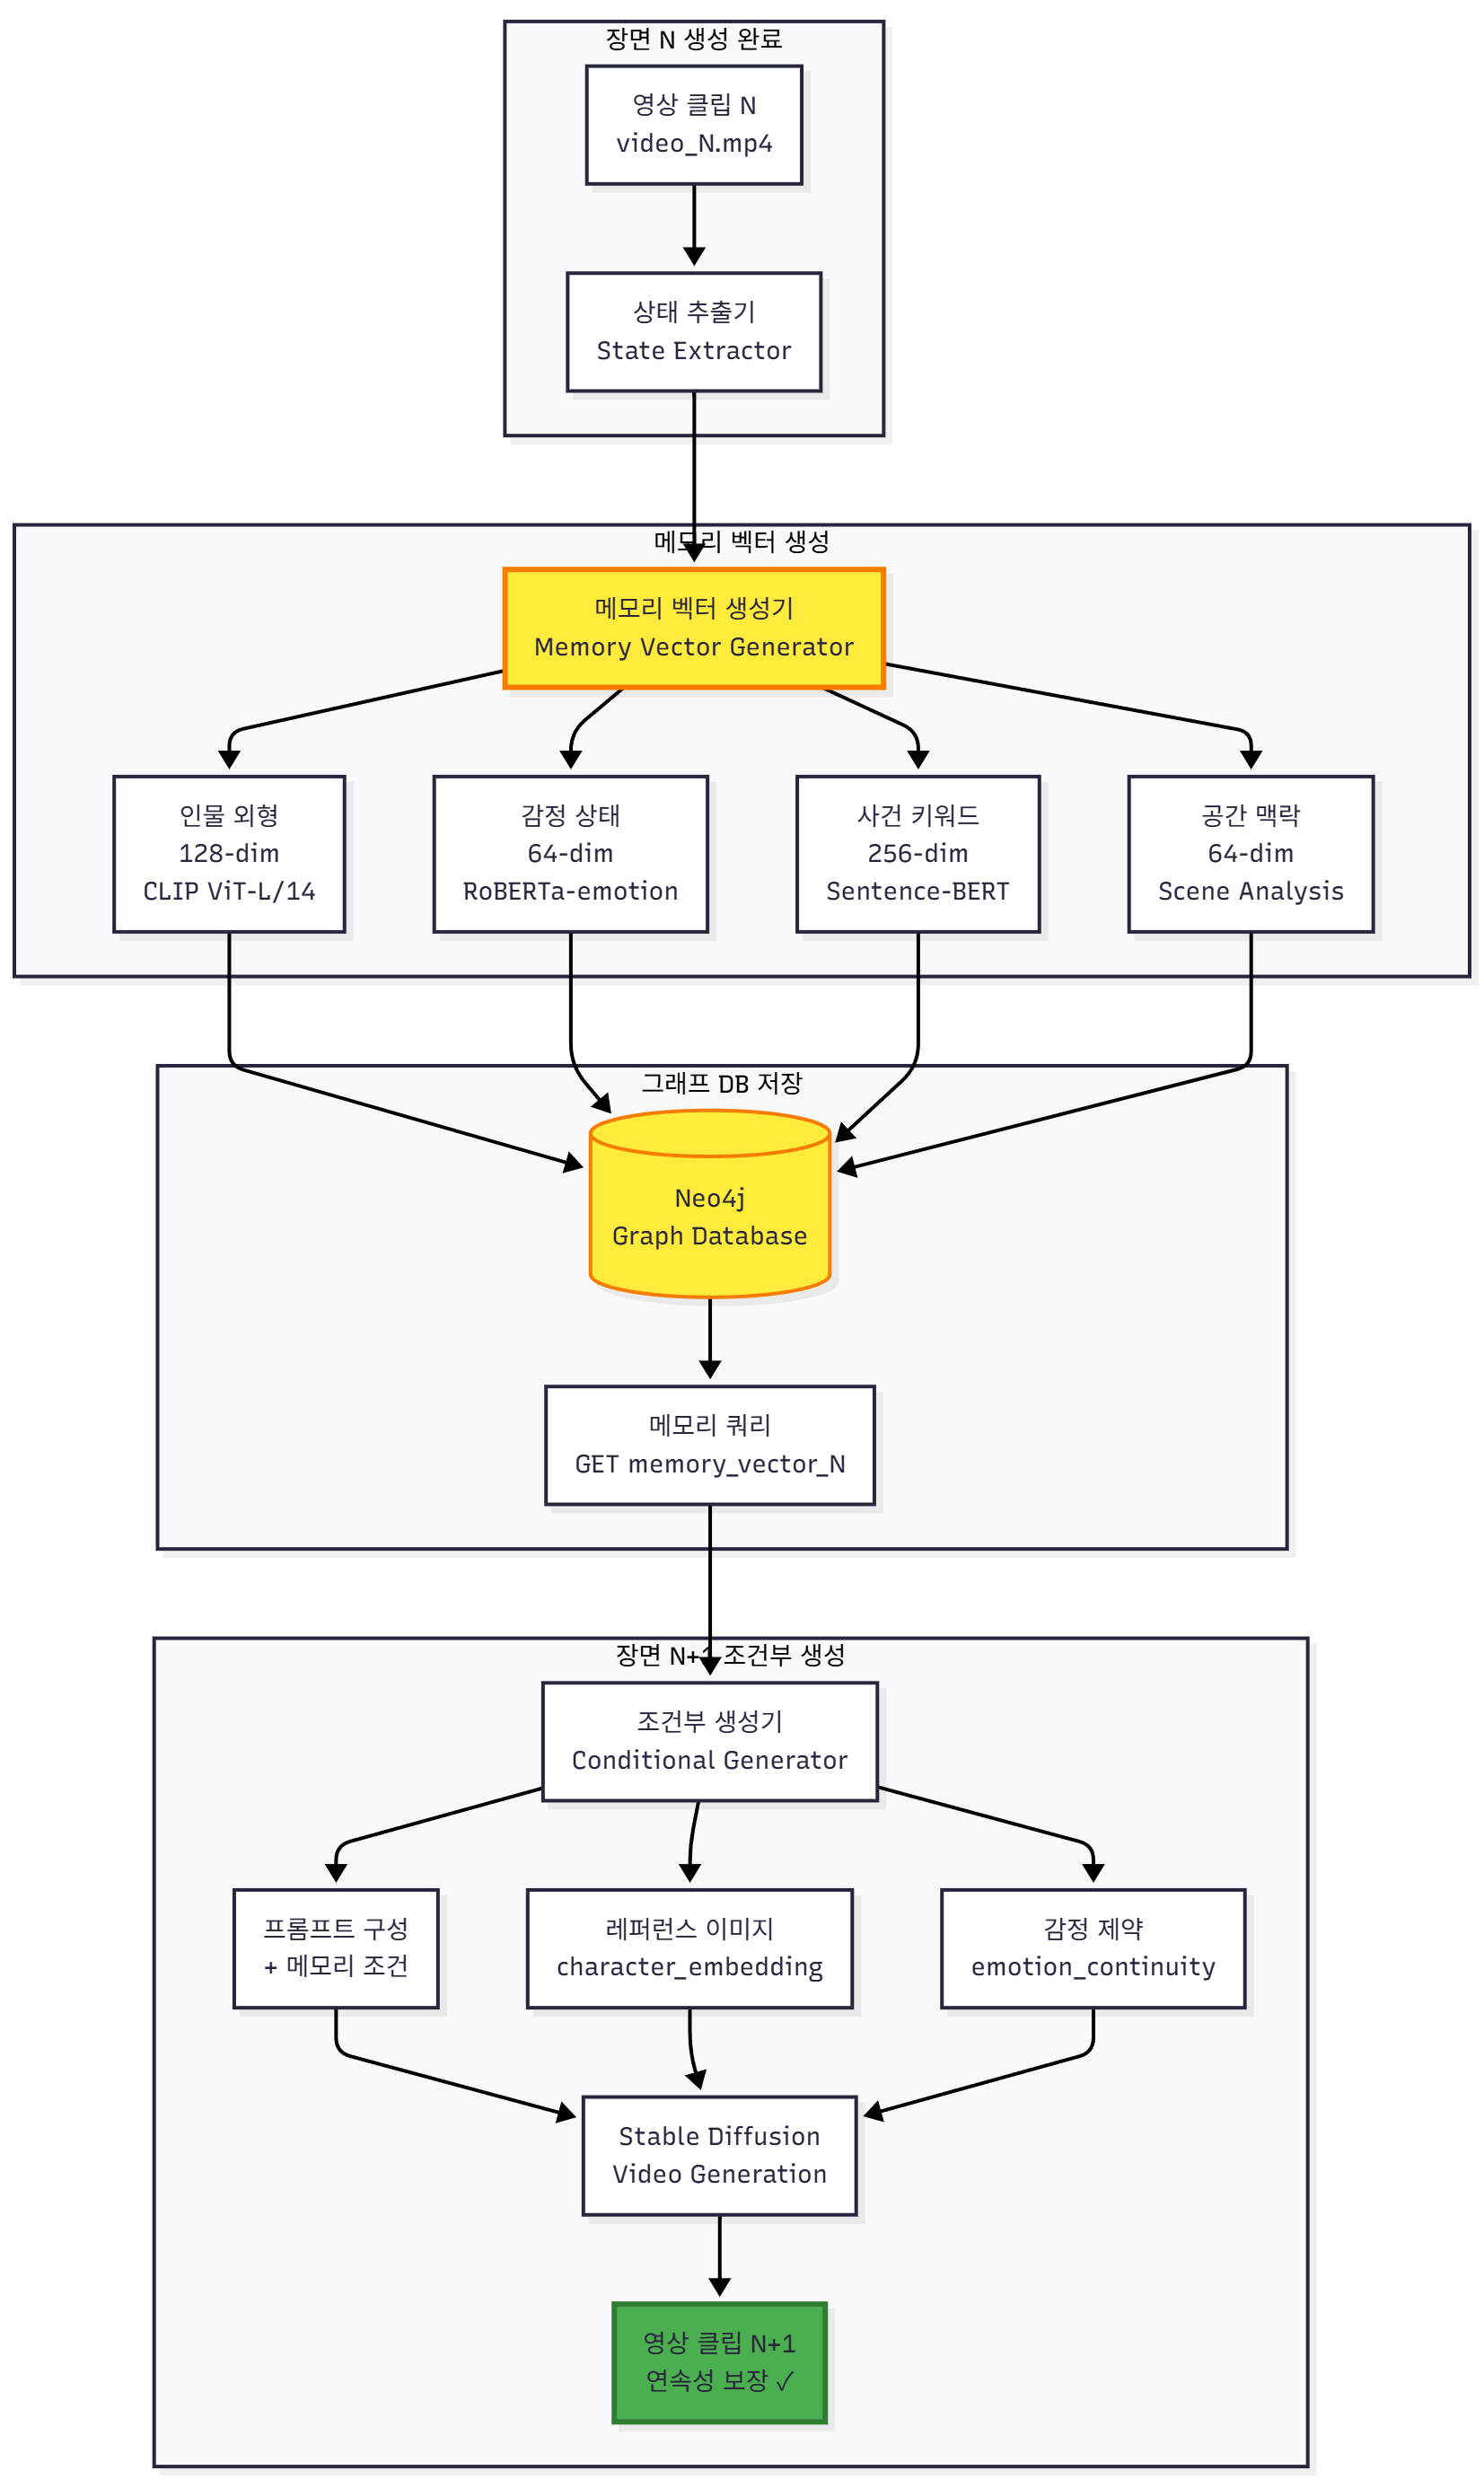 장면 N 생성 완료
영상 클립 N
video_N.mp4
상태 추출기
State Extractor
메모리 벡터 생성
메모리 벡터 생성기
Memory Vector Generator
인물 외형
128-dim
CLIP ViT-L/14
감정 상태
64-dim
RoBERTa-emotion
사건 키워드
256-dim
Sentence-BERT
공간 맥락
64-dim
Scene Analysis
그래프 DB 저장
Neo4j
Graph Database
메모리 쿼리
GET memory_vector_N
장면 N+1 조건부 생성
조건부 생성기
Conditional Generator
프롬프트 구성
+ 메모리 조건
레퍼런스 이미지
character_embedding
감정 제약
emotion_continuity
Stable Diffusion
Video Generation
영상 클립 N+1
연속성 보장 ✓